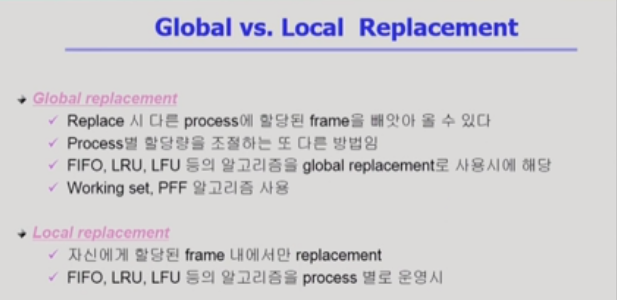 Global vs. Local Replacement
Global replacement
Replace 시 다른 process에 할당된 frame을 빼앗아 올 수 있다
Process별 할당량을 조절하는 또 다른 방법임
FIFO, LRU, LFU 등의 알고리즘을 global replacement로 사용시에 해당
Working set, PFF 알고리즘 사용
Local replacement
자신에게 할당된 frame 내에서만 replacement
FIFO, LRU, LFU 등의 알고리즘을 process 별로 운영시